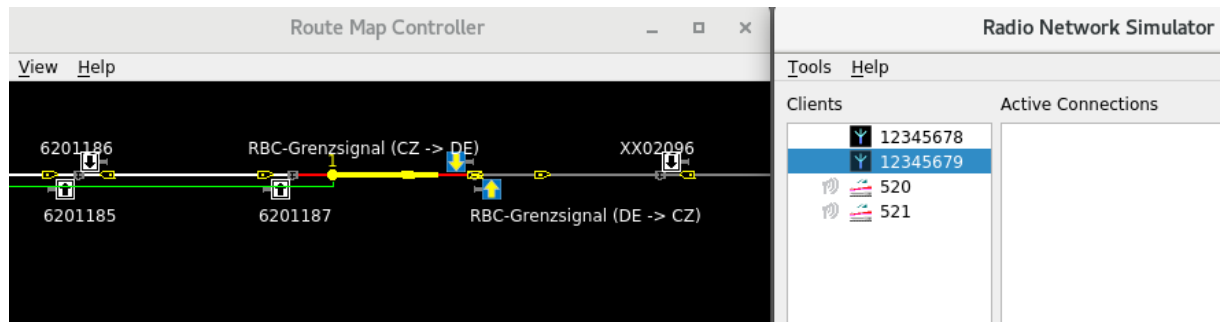 Route Map Controller
View Help
6201186
RBC-Grenzsignal (CZ -> DE)
XX02096
1
6201185
6201187
RBC-Grenzsignal (DE -> CZ)
Radio Network Simulator
Tools Help
Clients
Active Connections
12345678
12345679
520
521